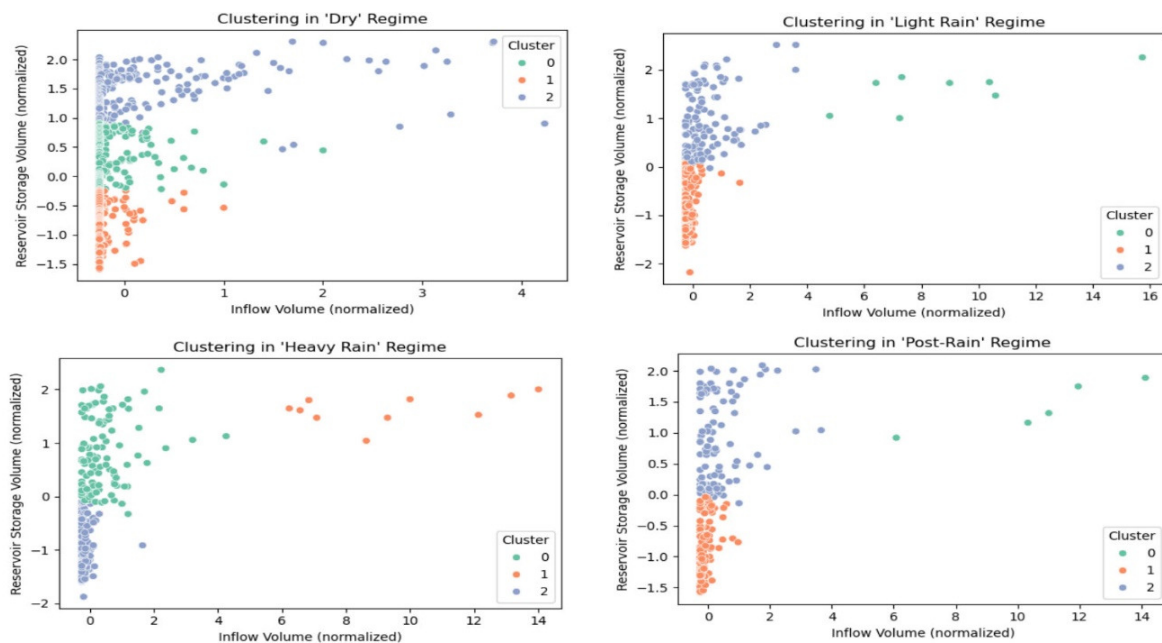 Clustering in 'Dry' Regime
Reservoir Storage Volume (normalized)
2.0
1.5
1.0
0.5
0.0
−0.5
−1.0
−1.5
Cluster
0
1
2
0 1 2 3 4
Inflow Volume (normalized)
Clustering in 'Light Rain' Regime
Reservoir Storage Volume (normalized)
2
1
0
−1
−2
Cluster
0
1
2
0 2 4 6 8 10 12 14 16
Inflow Volume (normalized)
Clustering in 'Heavy Rain' Regime
Reservoir Storage Volume (normalized)
2
1
0
−1
−2
Cluster
0
1
2
0 2 4 6 8 10 12 14
Inflow Volume (normalized)
Clustering in 'Post-Rain' Regime
Reservoir Storage Volume (normalized)
2.0
1.5
1.0
0.5
0.0
−0.5
−1.0
−1.5
Cluster
0
1
2
0 2 4 6 8 10 12 14
Inflow Volume (normalized)